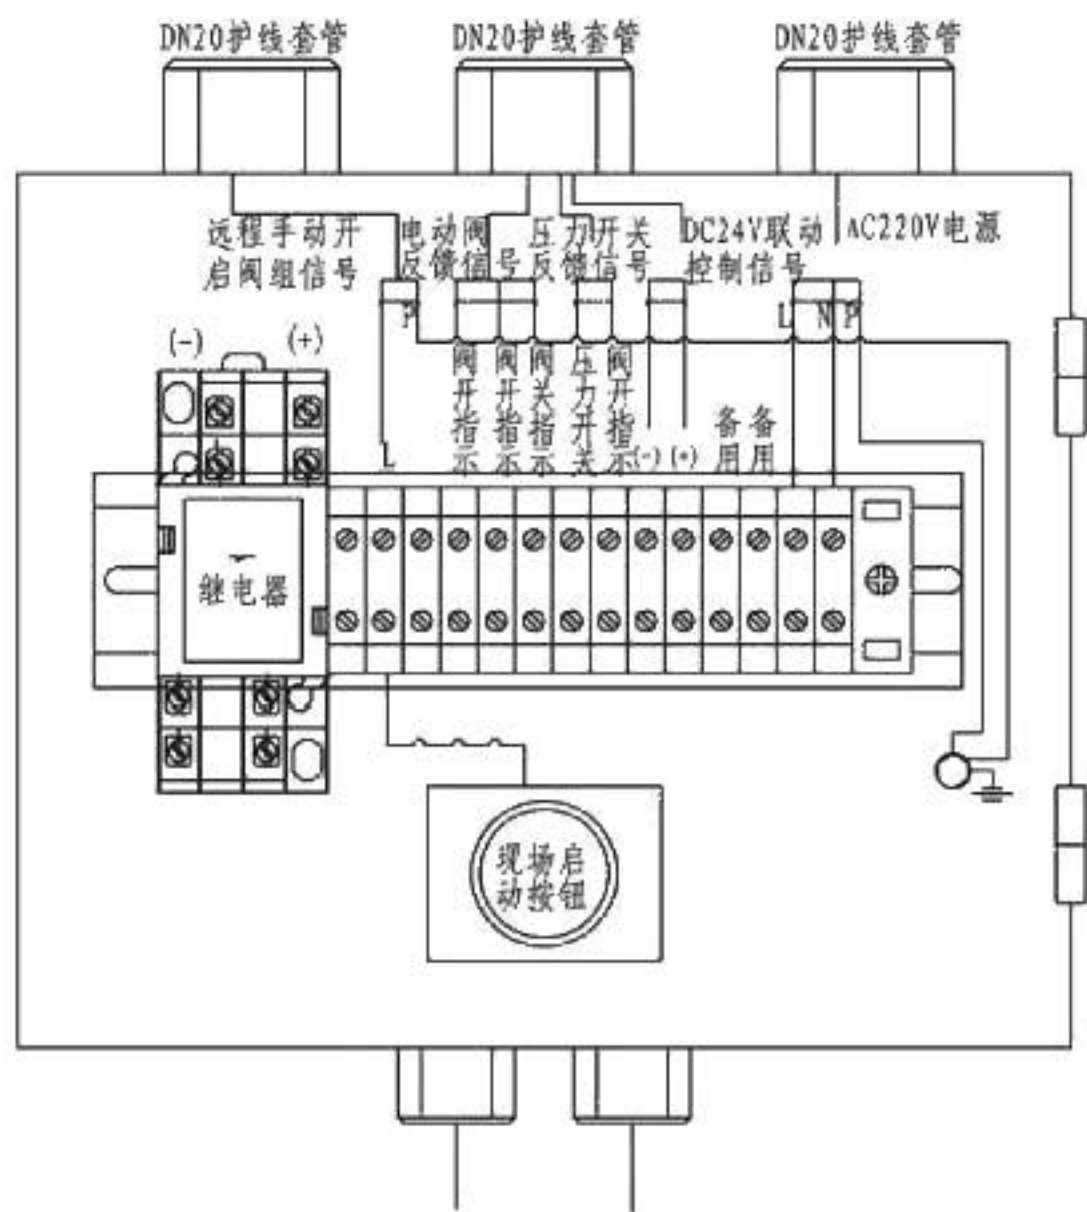 DN20护线套管
DN20护线套管
DN20护线套管
远程手动开
启阀组信号
电动阀
反馈信号
压力开关
反馈信号
DC24V联动
控制信号
AC220V电源
P
L
N
P
(-)
(+)
L
阀开指示
阀开指示
阀关指示
压力开关
阀开指示
(-)
(+)
备用
备用
继电器
现场启
动按钮